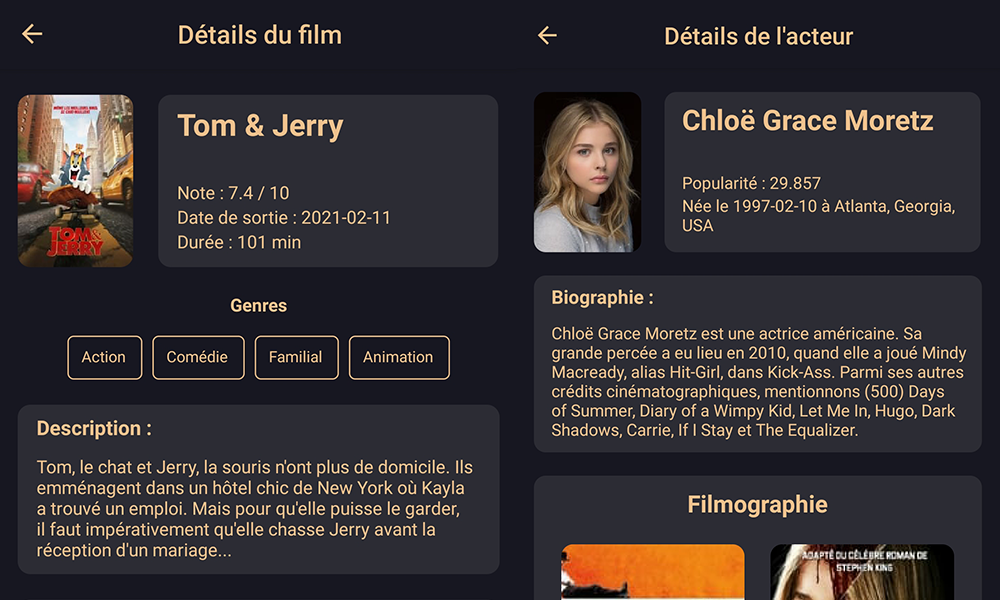 Détails du film
MÊME LES MEILLEURS AMIS,
SE CHAMAILLENT
TOM&
JERRY
Tom & Jerry
Note : 7.4 / 10
Date de sortie : 2021-02-11
Durée : 101 min
Genres
Action
Comédie
Familial
Animation
Description :
Tom, le chat et Jerry, la souris n'ont plus de domicile. Ils
emménagent dans un hôtel chic de New York où Kayla
a trouvé un emploi. Mais pour qu'elle puisse le garder,
il faut impérativement qu'elle chasse Jerry avant la
réception d'un mariage...
Détails de l'acteur
Chloë Grace Moretz
Popularité : 29.857
Née le 1997-02-10 à Atlanta, Georgia,
USA
Biographie :
Chloë Grace Moretz est une actrice américaine. Sa
grande percée a eu lieu en 2010, quand elle a joué Mindy
Macready, alias Hit-Girl, dans Kick-Ass. Parmi ses autres
crédits cinématographiques, mentionnons (500) Days
of Summer, Diary of a Wimpy Kid, Let Me In, Hugo, Dark
Shadows, Carrie, If I Stay et The Equalizer.
Filmographie
ADAPTÉ DU CÉLÈBRE ROMAN DE
STEPHEN KING